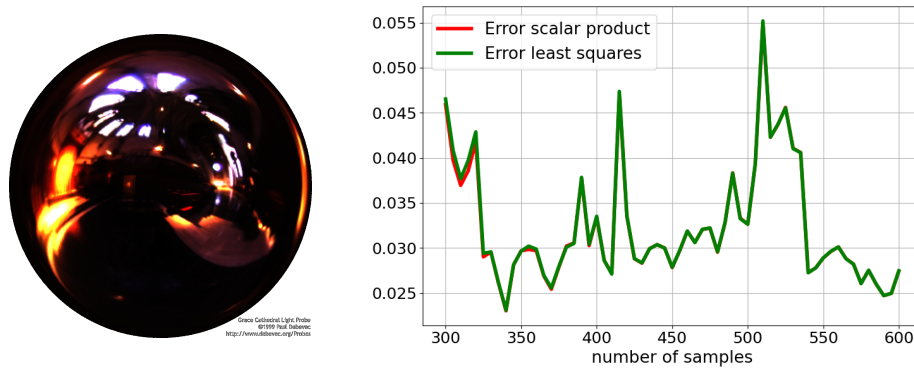 Grace Cathedral Light Probe
©1999 Paul Debevec
http://www.debevec.org/Probes
Error scalar product
Error least squares
0.055
0.050
0.045
0.040
0.035
0.030
0.025
300 350 400 450 500 550 600
number of samples